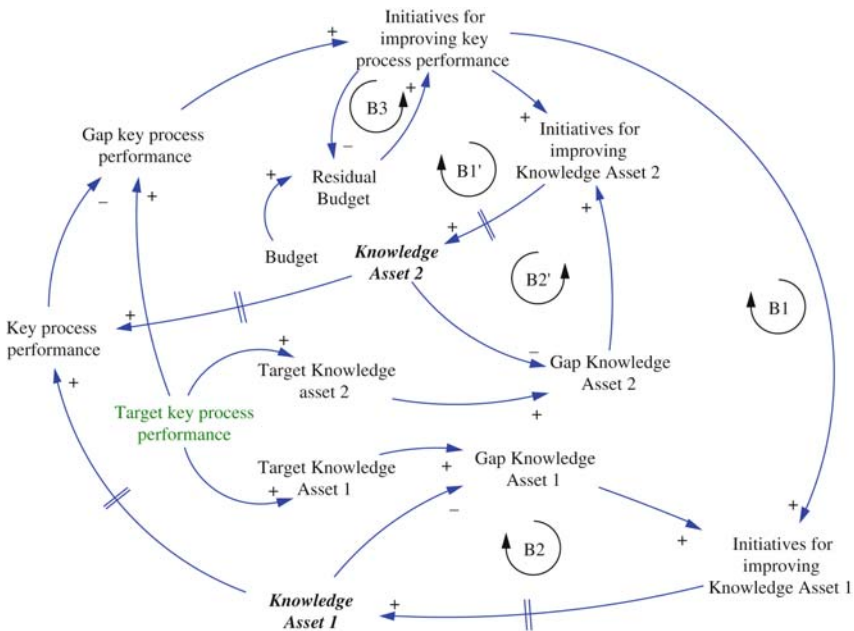 Initiatives for
improving key
process performance
+
+
B3
+
Gap key process
performance
Initiatives for
improving
Knowledge Asset 2
−
+
Residual
Budget
B1'
−
+
+
+
Budget
Knowledge
Asset 2
B2'
B1
+
Key process
performance
+
Target Knowledge
asset 2
−
Gap Knowledge
Asset 2
+
+
Target key process
performance
Target Knowledge
Asset 1
+
+
Gap Knowledge
Asset 1
−
+
+
B2
Initiatives for
improving
Knowledge Asset 1
Knowledge
Asset 1
+